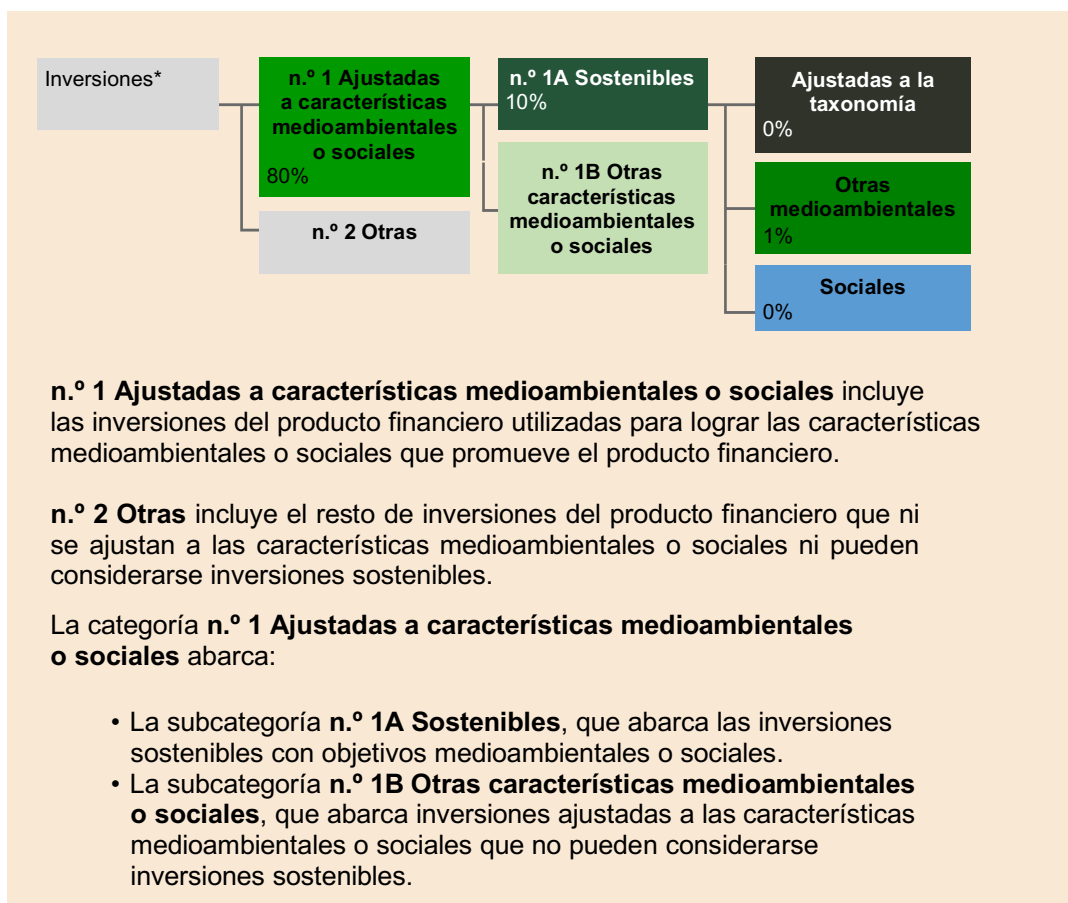 Inversiones*
n.º 1 Ajustadas
a características
medioambientales
o sociales
80%
n.º 2 Otras
n.º 1A Sostenibles
10%
n.º 1B Otras
características
medioambientales
o sociales
Ajustadas a la
taxonomía
0%
Otras
medioambientales
1%
Sociales
0%
n.º 1 Ajustadas a características medioambientales o sociales incluye
las inversiones del producto financiero utilizadas para lograr las características
medioambientales o sociales que promueve el producto financiero.
n.º 2 Otras incluye el resto de inversiones del producto financiero que ni
se ajustan a las características medioambientales o sociales ni pueden
considerarse inversiones sostenibles.
La categoría n.º 1 Ajustadas a características medioambientales
o sociales abarca:
• La subcategoría n.º 1A Sostenibles, que abarca las inversiones
sostenibles con objetivos medioambientales o sociales.
• La subcategoría n.º 1B Otras características medioambientales
o sociales, que abarca inversiones ajustadas a las características
medioambientales o sociales que no pueden considerarse
inversiones sostenibles.